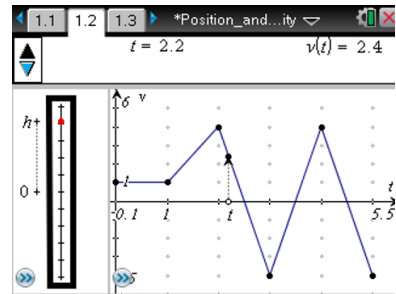 1.1 1.2 1.3 *Position_and...ity
t = 2.2 v(t) = 2.4
h
0
6 v
1
-0.1 1 t 5.5
t
5